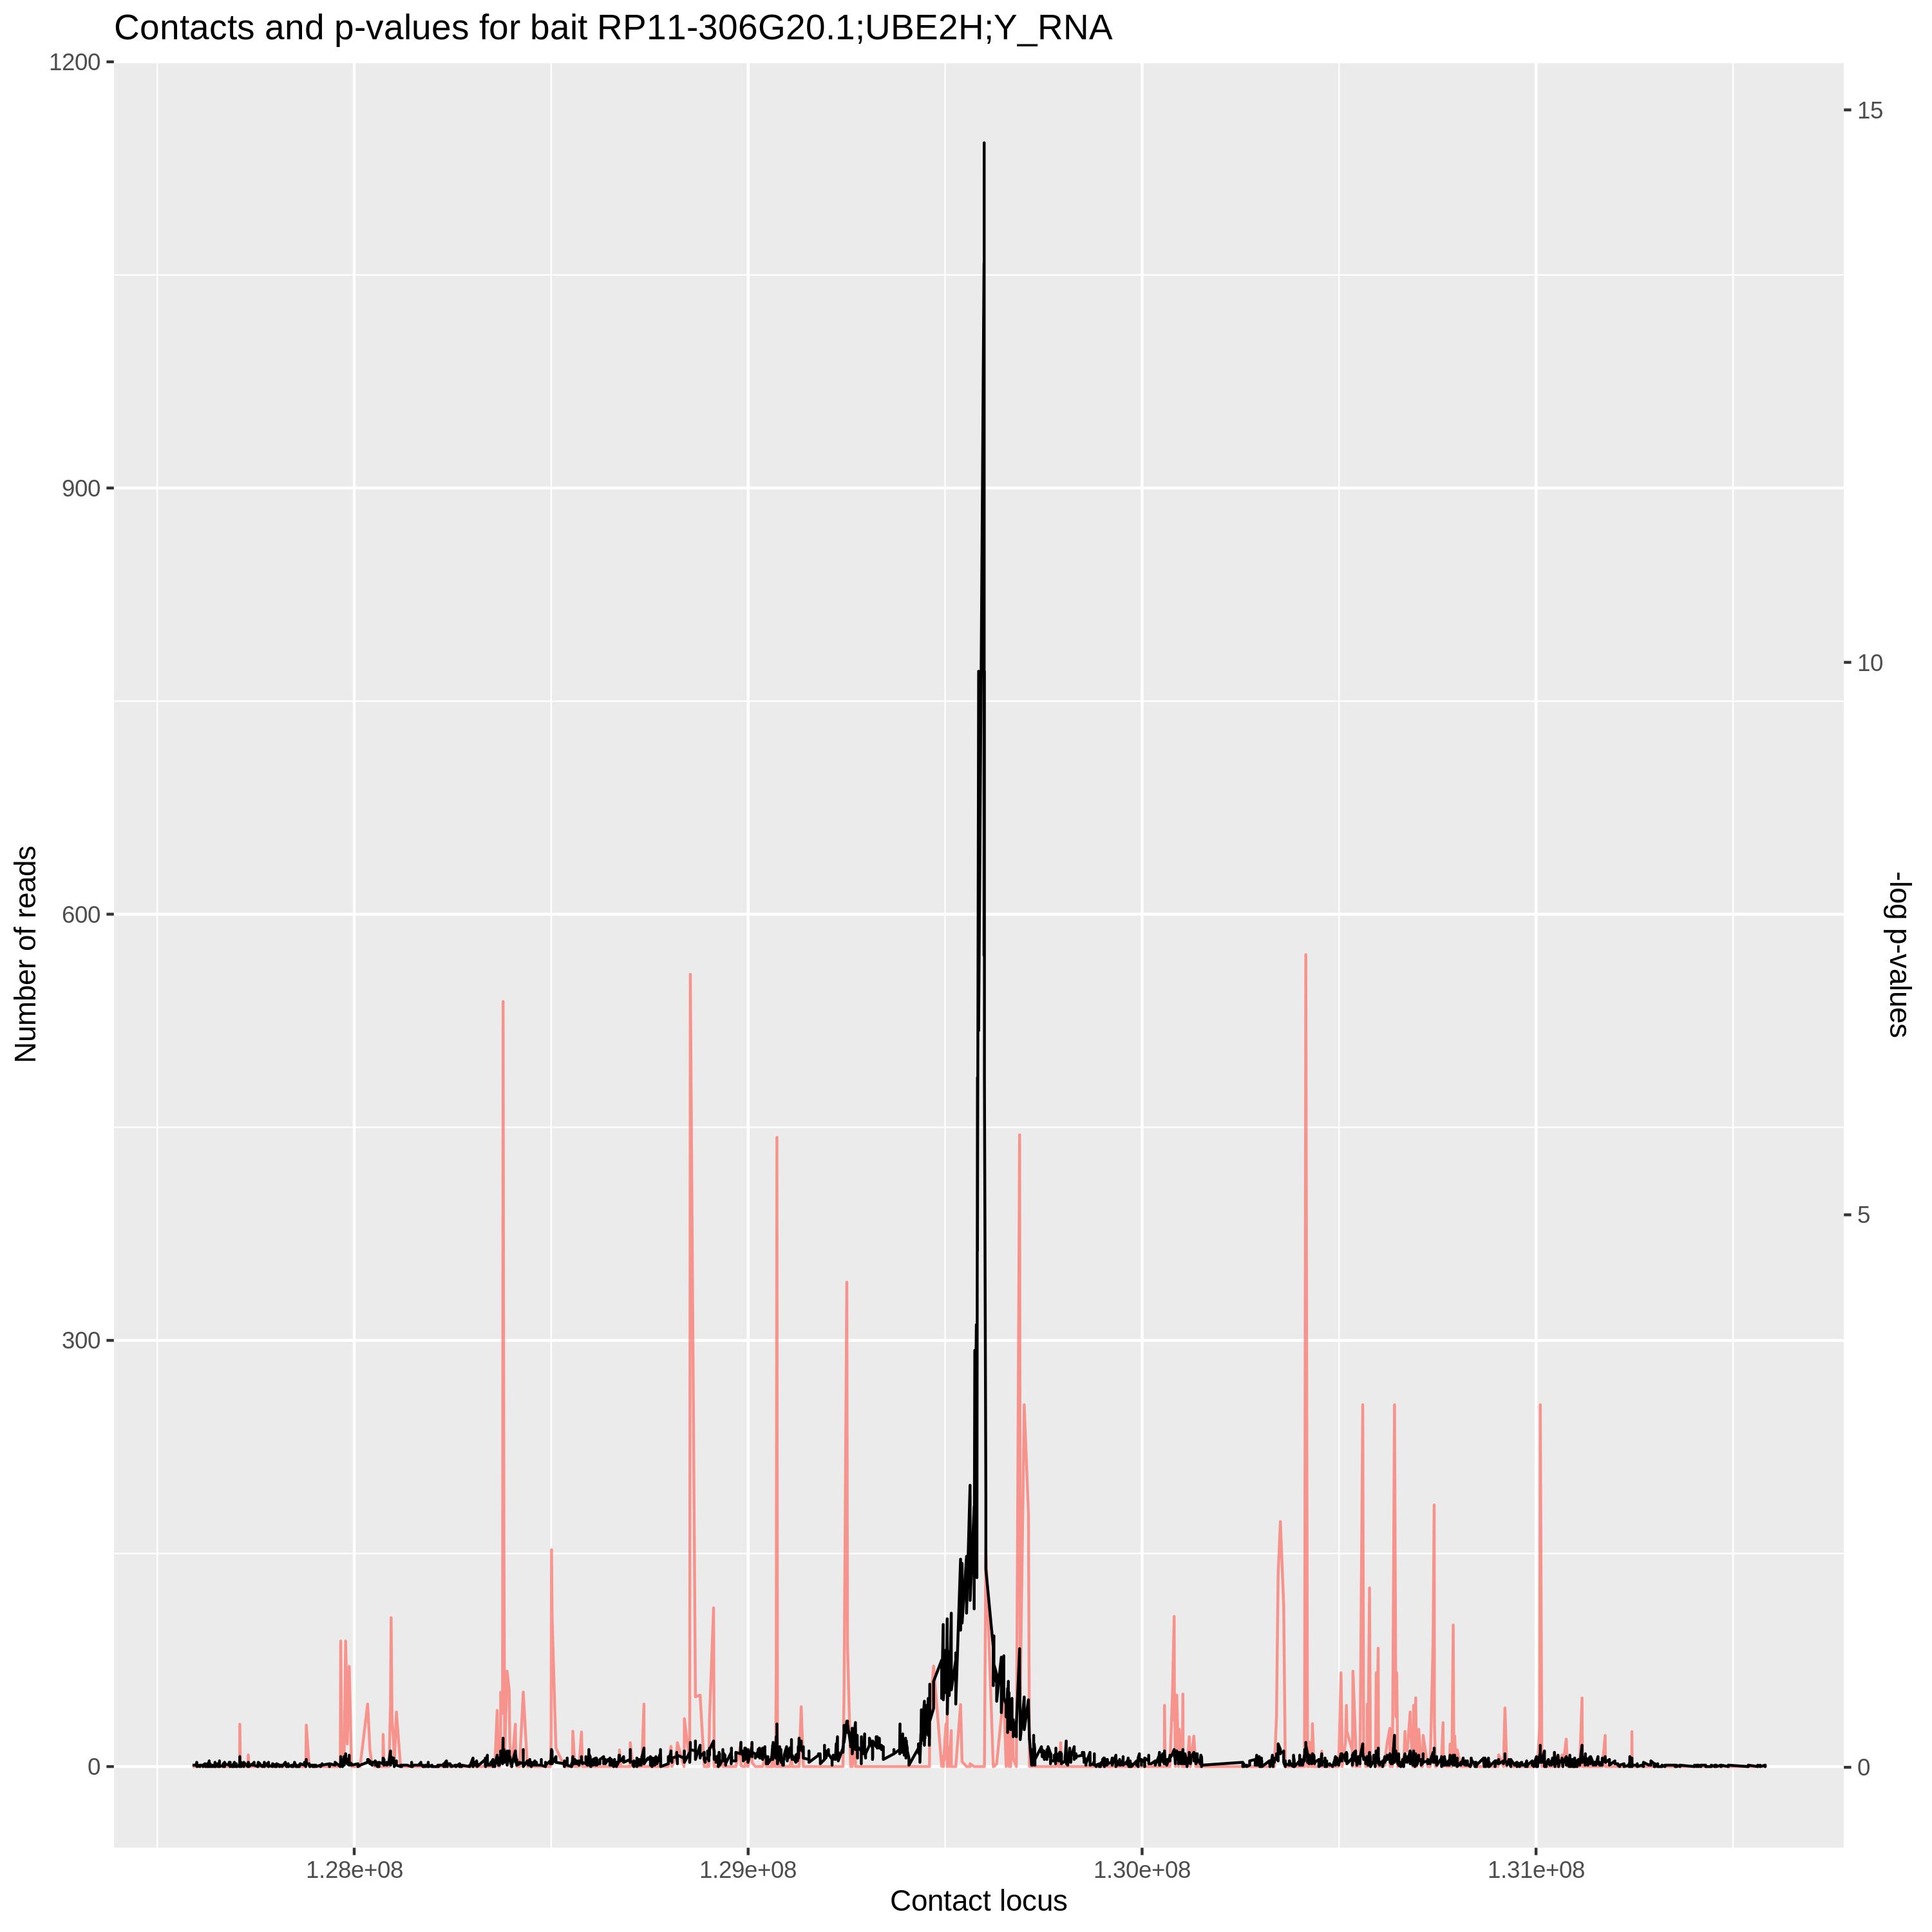 Contacts and p-values for bait RP11-306G20.1;UBE2H;Y_RNA
1200
900
600
300
0
Number of reads
15
10
5
0
-log p-values
1.28e+08
1.29e+08
1.30e+08
1.31e+08
Contact locus